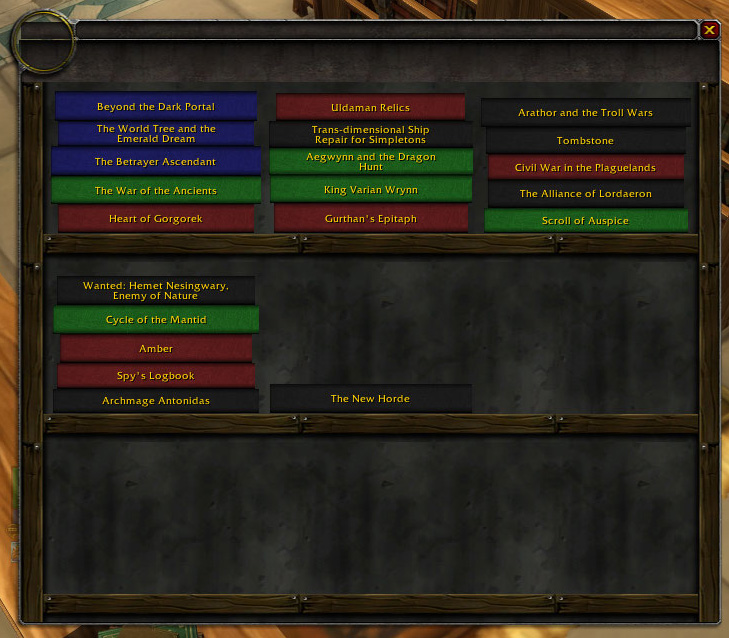 Beyond the Dark Portal
The World Tree and the
Emerald Dream
The Betrayer Ascendant
The War of the Ancients
Heart of Gorgorek
Uldaman Relics
Trans-dimensional Ship
Repair for Simpletons
Aegwynn and the Dragon
Hunt
King Varian Wrynn
Gurthan's Epitaph
Arathor and the Troll Wars
Tombstone
Civil War in the Plaguelands
The Alliance of Lordaeron
Scroll of Auspice
Wanted: Hemet Nesingwary,
Enemy of Nature
Cycle of the Mantid
Amber
Spy's Logbook
Archmage Antonidas
The New Horde